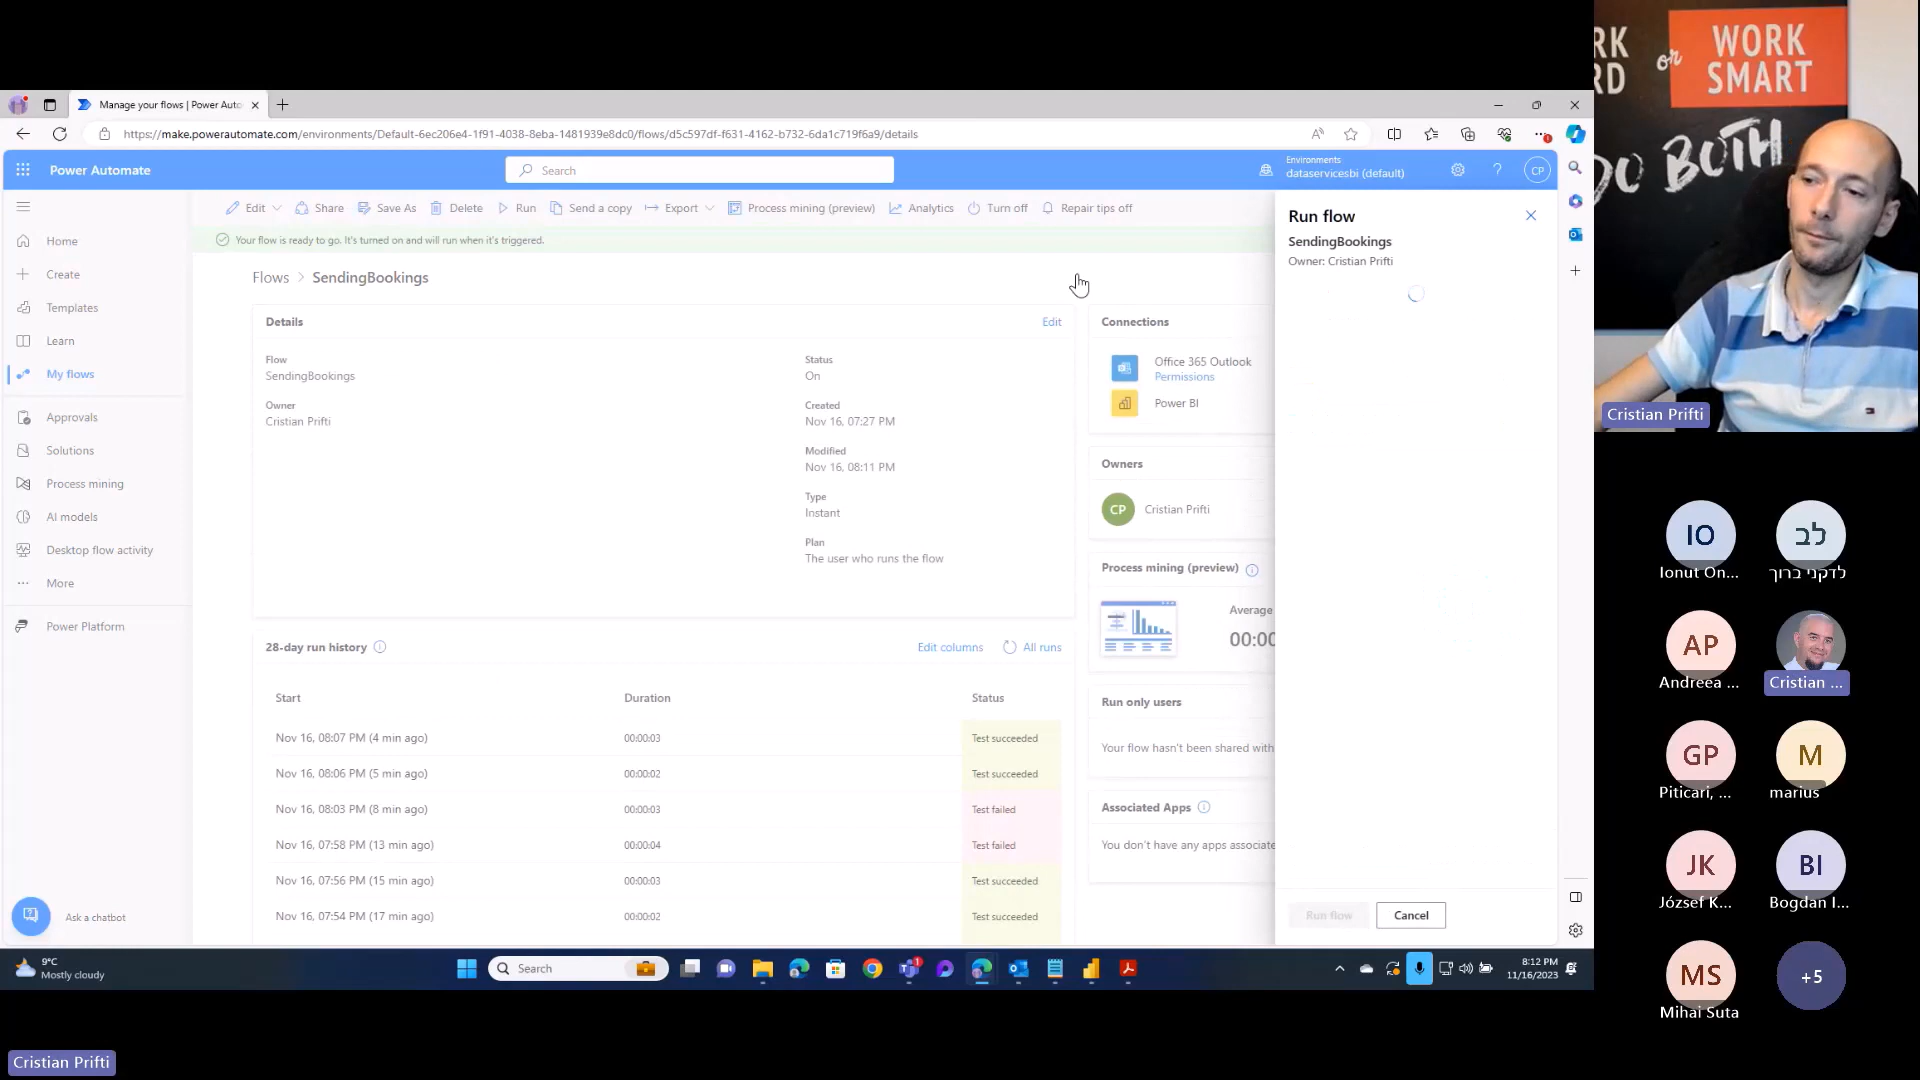 Manage your flows | Power Auto
https://make.powerautomate.com/environments/Default-6ec206e4-1f91-4038-8eba-1481939e8dc0/flows/d5c597df-f631-4162-b732-6da1c719f6a9/details
Power Automate
Search
Environments
dataservicesbi (default)
CP
Edit
Share
Save As
Delete
Run
Send a copy
Export
Process mining (preview)
Analytics
Turn off
Repair tips off
Your flow is ready to go. It's turned on and will run when it's triggered.
Home
Create
Templates
Learn
My flows
Approvals
Solutions
Process mining
AI models
Desktop flow activity
More
Power Platform
Ask a chatbot
Flows > SendingBookings
Details
Edit
Flow
SendingBookings
Owner
Cristian Prifti
Status
On
Created
Nov 16, 07:27 PM
Modified
Nov 16, 08:11 PM
Type
Instant
Plan
The user who runs the flow
28-day run history
Edit columns
All runs
Start Duration Status
Nov 16, 08:07 PM (4 min ago) 00:00:03 Test succeeded
Nov 16, 08:06 PM (5 min ago) 00:00:02 Test succeeded
Nov 16, 08:03 PM (8 min ago) 00:00:03 Test failed
Nov 16, 07:58 PM (13 min ago) 00:00:04 Test failed
Nov 16, 07:56 PM (15 min ago) 00:00:03 Test succeeded
Nov 16, 07:54 PM (17 min ago) 00:00:02 Test succeeded
Connections
Office 365 Outlook
Permissions
Power BI
Owners
CP
Cristian Prifti
Process mining (preview)
Average
00:00
Run only users
Your flow hasn't been shared with
Associated Apps
You don't have any apps associate
Run flow
SendingBookings
Owner: Cristian Prifti
Run flow
Cancel
9°C
Mostly cloudy
Search
1
8:12 PM
11/16/2023
Cristian Prifti
RK
RD
or
WORK
SMART
DO BOTH
Cristian Prifti
IO
Ionut On...
לב
לדקני ברוך
AP
Andreea ...
Cristian ...
GP
Piticari, ...
M
marius
JK
József K...
BI
Bogdan I...
MS
Mihai Suta
+5